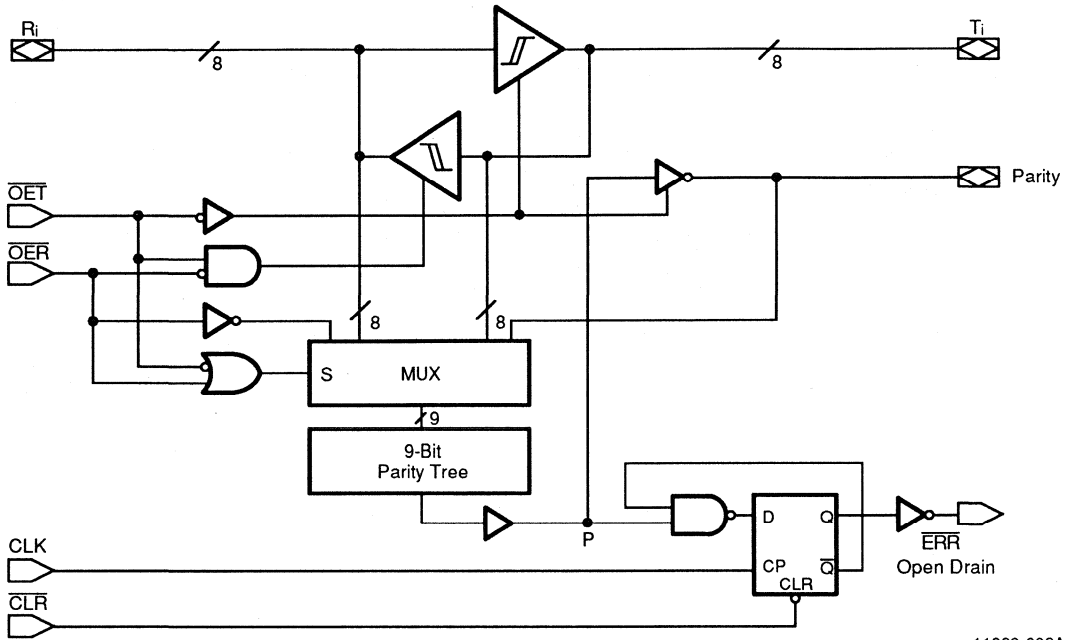 Ri
Ti
8
8
Parity
OET
OER
8
8
S
MUX
9
9-Bit
Parity Tree
P
D
Q
CP
Q
CLR
ERR
Open Drain
CLK
CLR